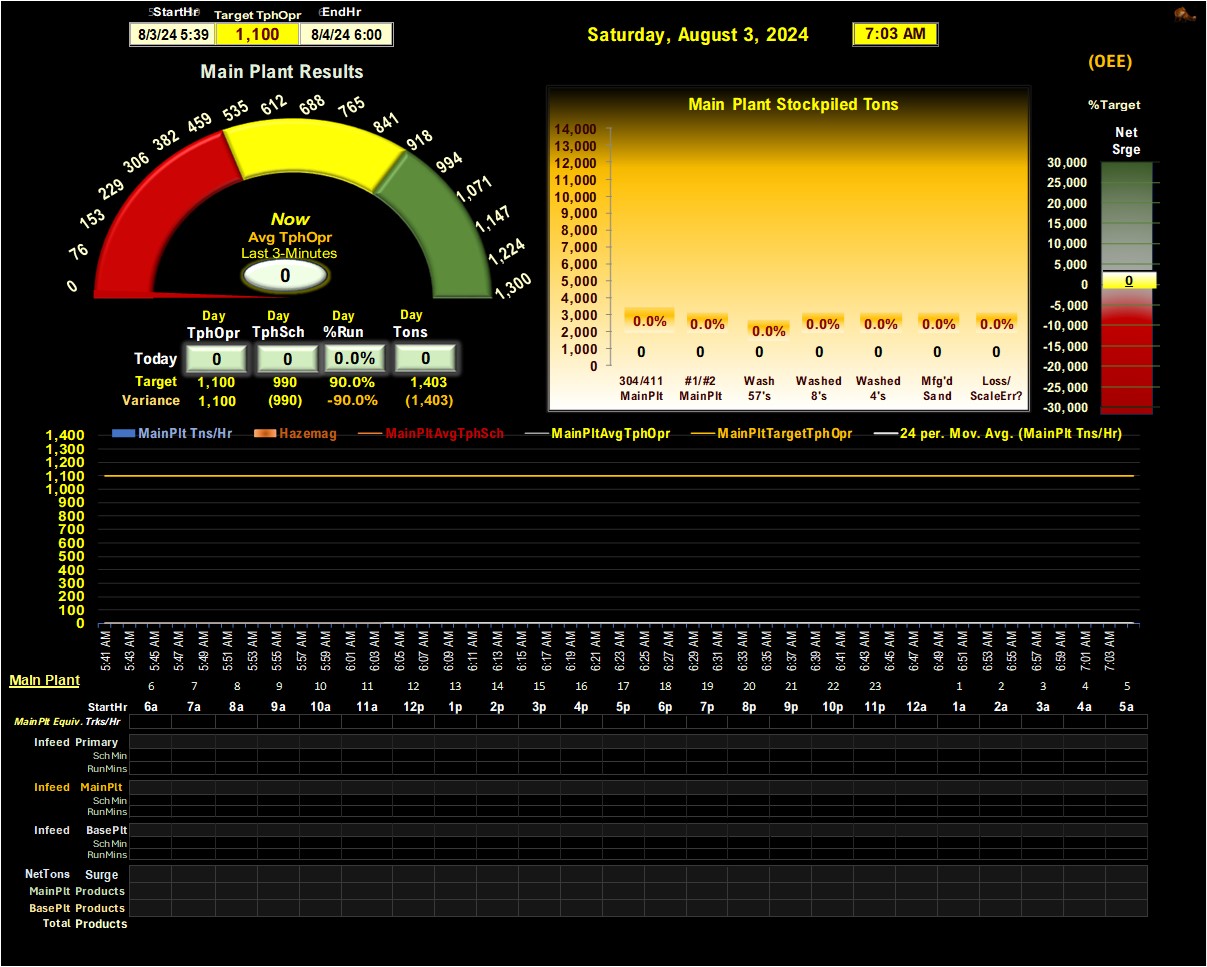 StartHr Target TphOpr EndHr
8/3/24 5:39 1,100 8/4/24 6:00
Saturday, August 3, 2024 7:03 AM
(OEE)
Main Plant Results
0 76 153 229 306 382 459 535 612 688 765 841 918 994 1,071 1,147 1,224 1,300
Now
Avg TphOpr
Last 3-Minutes
0
Day Day Day Day
TphOpr TphSch %Run Tons
Today 0 0 0.0% 0
Target 1,100 990 90.0% 1,403
Variance 1,100 (990) -90.0% (1,403)
Main Plant Stockpiled Tons
14,000
13,000
12,000
11,000
10,000
9,000
8,000
7,000
6,000
5,000
4,000
3,000
2,000
1,000
0
0.0% 0.0% 0.0% 0.0% 0.0% 0.0% 0.0%
0 0 0 0 0 0 0
304/411 #1/#2 Wash Washed Washed Mfg'd Loss/
MainPlt MainPlt 57's 8's 4's Sand ScaleErr?
%Target
Net
Srge
30,000
25,000
20,000
15,000
10,000
5,000
0 0
-5,000
-10,000
-15,000
-20,000
-25,000
-30,000
MainPlt Tns/Hr Hazemag MainPltAvgTphSch MainPltAvgTphOpr MainPltTargetTphOpr 24 per. Mov. Avg. (MainPlt Tns/Hr)
1,400
1,300
1,200
1,100
1,000
900
800
700
600
500
400
300
200
100
0
5:41 AM 5:43 AM 5:45 AM 5:47 AM 5:49 AM 5:51 AM 5:53 AM 5:55 AM 5:57 AM 5:59 AM 6:01 AM 6:03 AM 6:05 AM 6:07 AM 6:09 AM 6:11 AM 6:13 AM 6:15 AM 6:17 AM 6:19 AM 6:21 AM 6:23 AM 6:25 AM 6:27 AM 6:29 AM 6:31 AM 6:33 AM 6:35 AM 6:37 AM 6:39 AM 6:41 AM 6:43 AM 6:45 AM 6:47 AM 6:49 AM 6:51 AM 6:53 AM 6:55 AM 6:57 AM 6:59 AM 7:01 AM 7:03 AM
Main Plant
6 7 8 9 10 11 12 13 14 15 16 17 18 19 20 21 22 23 1 2 3 4 5
StartHr 6a 7a 8a 9a 10a 11a 12p 1p 2p 3p 4p 5p 6p 7p 8p 9p 10p 11p 12a 1a 2a 3a 4a 5a
MainPlt Equiv. Trks/Hr
Infeed Primary
SchMin
RunMins
Infeed MainPlt
SchMin
RunMins
Infeed BasePlt
SchMin
RunMins
NetTons Surge
MainPlt Products
BasePlt Products
Total Products